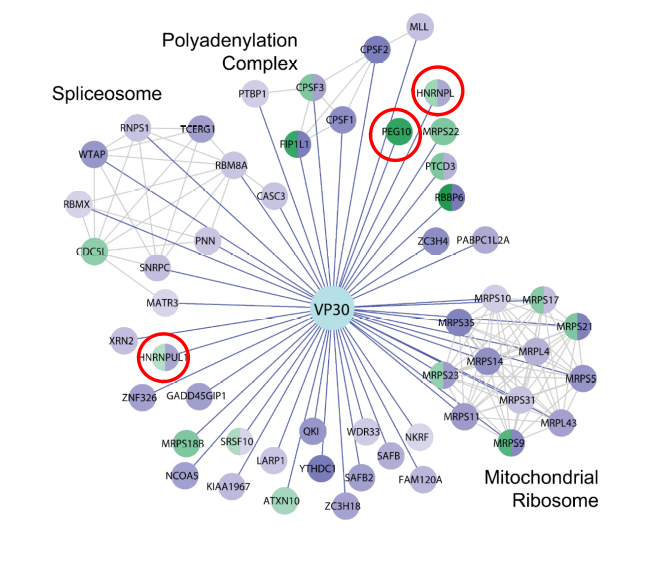 MLL
Polyadenylation
Complex
CPSF2
Spliceosome
PTBP1
CPSF3
HNRNPL
CPSF1
RNPS1
TCERG1
FIP1L1
PEG10
MRPS22
WTAP
RBM8A
PTCD3
RBMX
CASC3
RBBP6
CDC5L
PNN
ZC3H4
PABPC1L2A
SNRPC
MATR3
VP30
MRPS10
MRPS17
MRPS35
MRPS21
XRN2
HNRNPUL1
MRPS14
MRPL4
MRPS23
MRPS5
ZNF326
GADD45GIP1
MRPS31
MRPS11
MRPL43
MRPS18B
SRSF10
QKI
WDR33
NKRF
MRPS9
NCOA5
LARP1
YTHDC1
SAFB
KIAA1967
SAFB2
FAM120A
Mitochondrial
Ribosome
ATXN10
ZC3H18